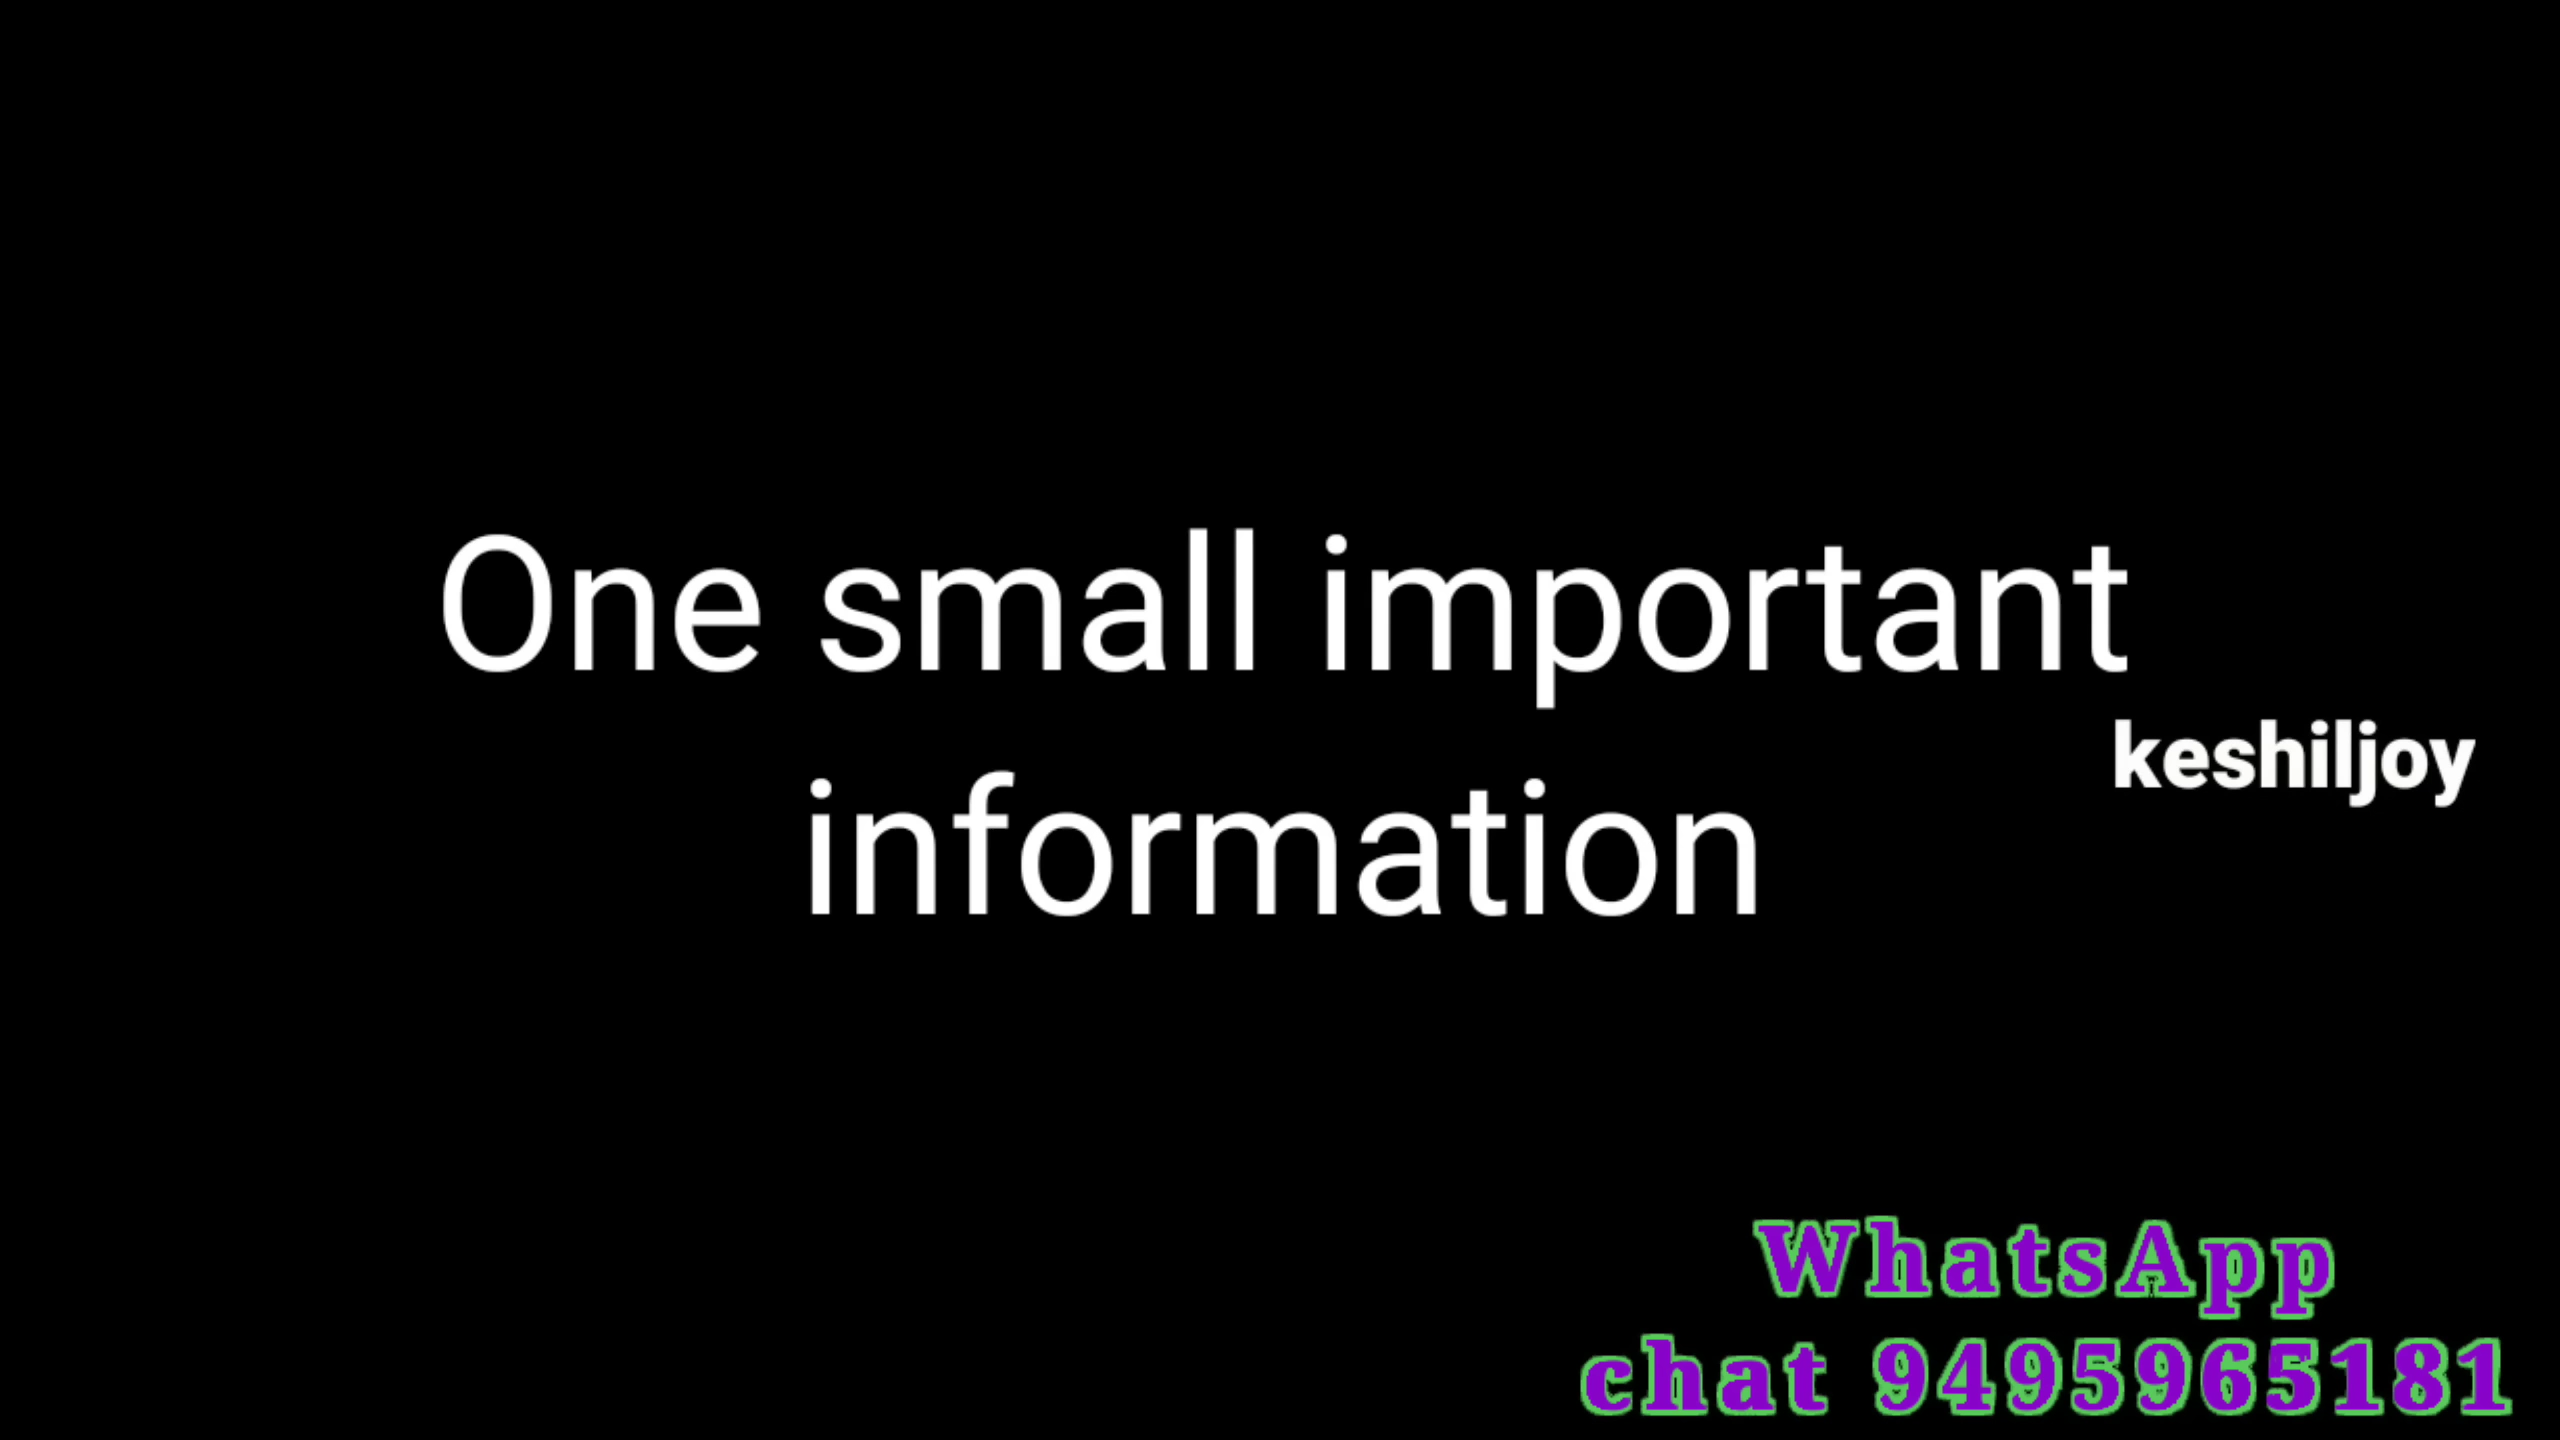 One small important
information
keshiljoy
WhatsApp
chat 9495965181